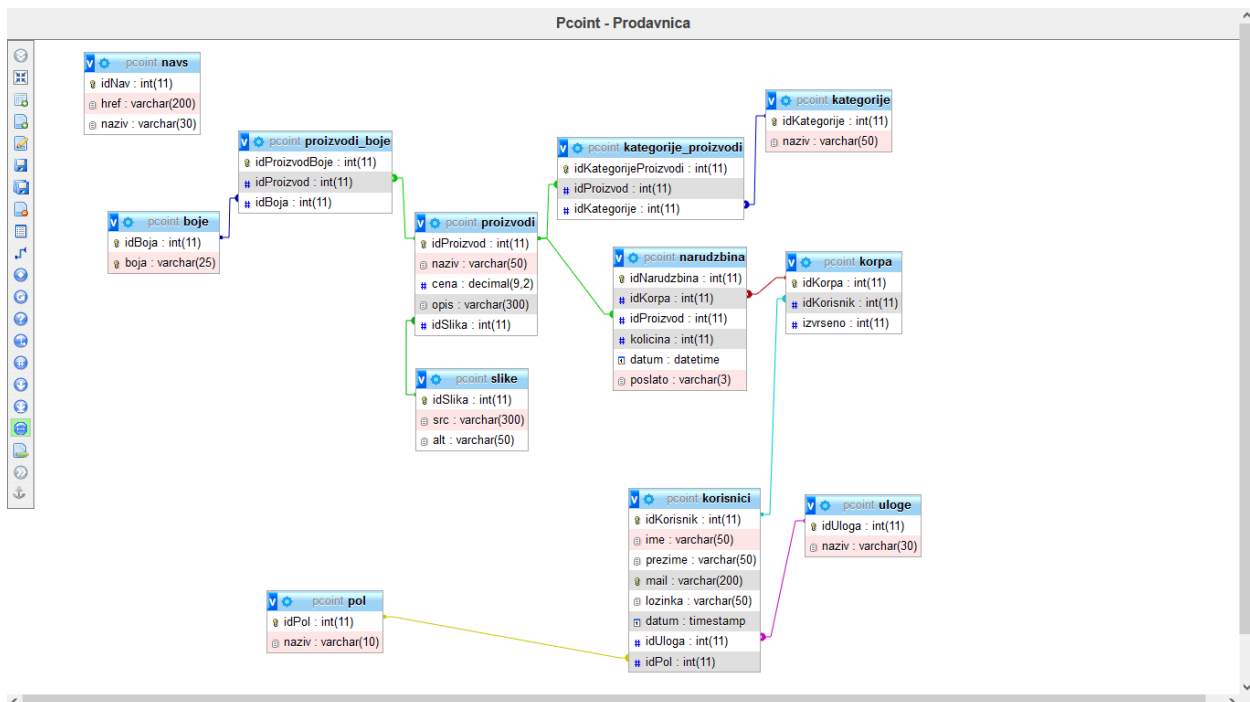 Pcoint - Prodavnica
v pcoint navs
idNav : int(11)
href : varchar(200)
naziv : varchar(30)
v pcoint proizvodi_boje
idProizvodBoje : int(11)
# idProizvod : int(11)
# idBoja : int(11)
v pcoint boje
idBoja : int(11)
boja : varchar(25)
v pcoint proizvodi
idProizvod : int(11)
naziv : varchar(50)
# cena : decimal(9,2)
opis : varchar(300)
# idSlika : int(11)
v pcoint slike
idSlika : int(11)
src : varchar(300)
alt : varchar(50)
v pcoint kategorije_proizvodi
idKategorijeProizvodi : int(11)
# idProizvod : int(11)
# idKategorije : int(11)
v pcoint kategorije
idKategorije : int(11)
naziv : varchar(50)
v pcoint narudzbina
idNarudzbina : int(11)
# idKorpa : int(11)
# idProizvod : int(11)
# kolicina : int(11)
datum : datetime
poslato : varchar(3)
v pcoint korpa
idKorpa : int(11)
# idKorisnik : int(11)
# izvrseno : int(11)
v pcoint korisnici
idKorisnik : int(11)
ime : varchar(50)
prezime : varchar(50)
mail : varchar(200)
lozinka : varchar(50)
datum : timestamp
# idUloga : int(11)
# idPol : int(11)
v pcoint uloge
idUloga : int(11)
naziv : varchar(30)
v pcoint pol
idPol : int(11)
naziv : varchar(10)